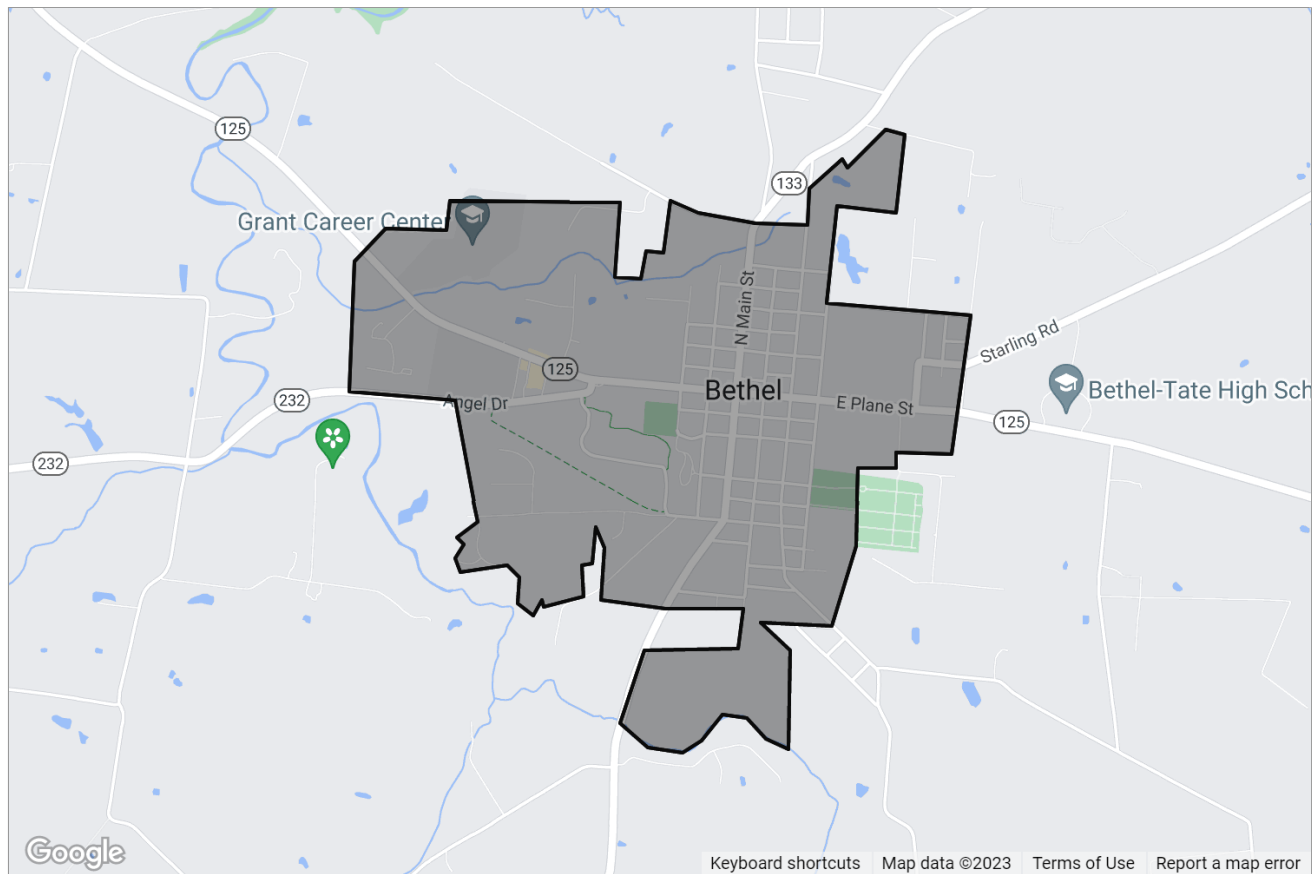 125
133
Grant Career Center
N Main St
Starling Rd
125
Bethel
Bethel-Tate High Sch
232
Angel Dr
E Plane St
125
232
Google
Keyboard shortcuts
Map data ©2023
Terms of Use
Report a map error